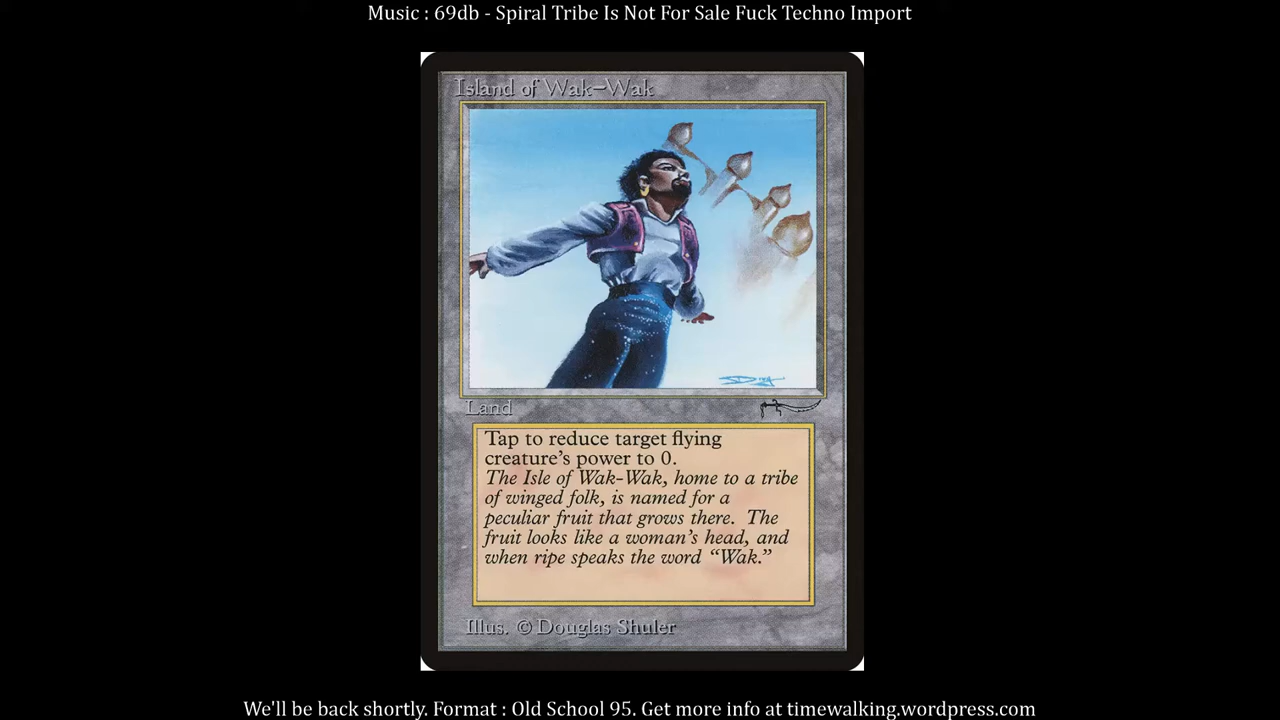 Music : 69db - Spiral Tribe Is Not For Sale Fuck Techno Import
Island of Wak-Wak
Land
Tap to reduce target flying
creature's power to 0.
The Isle of Wak-Wak, home to a tribe
of winged folk, is named for a
peculiar fruit that grows there. The
fruit looks like a woman's head, and
when ripe speaks the word “Wak.”
Illus. © Douglas Shuler
We'll be back shortly. Format : Old School 95. Get more info at timewalking.wordpress.com